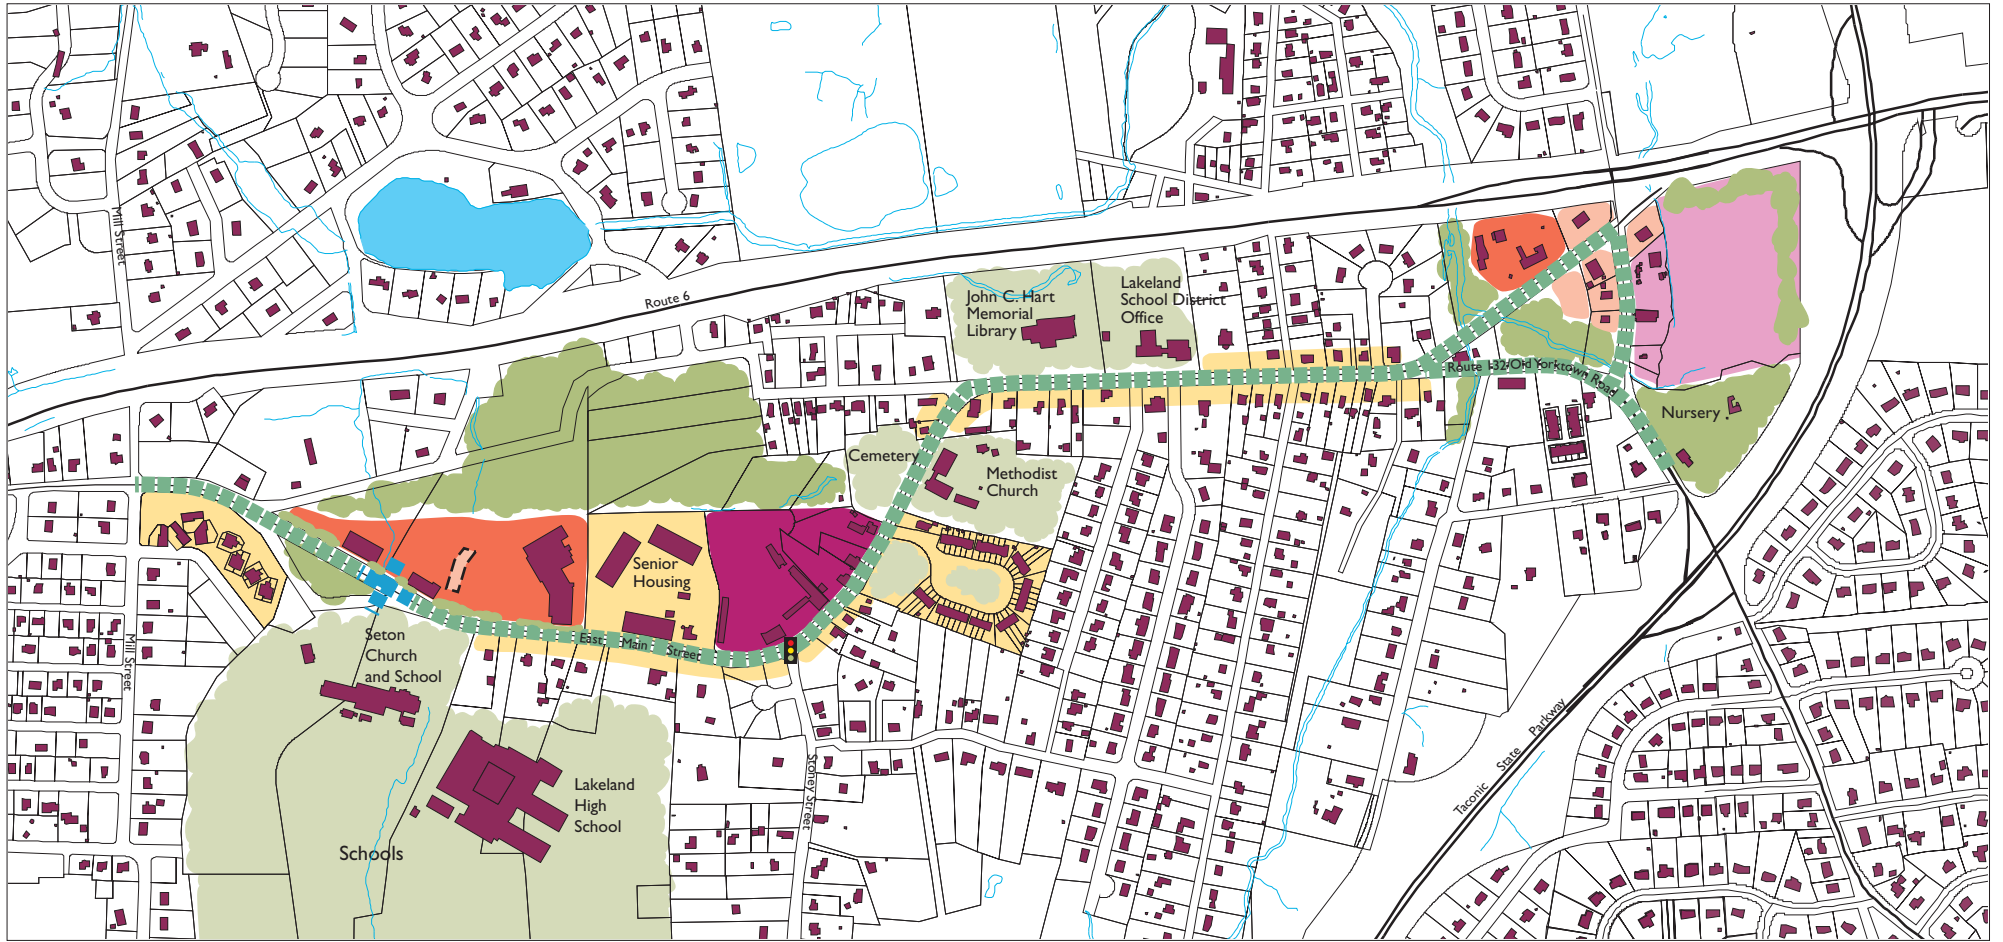 Mill Street
Route 6
John C. Hart
Memorial
Library
Lakeland
School District
Office
Route 132/Old Yorktown Road
Nursery
Cemetery
Methodist
Church
Senior
Housing
East Main Street
Seton
Church
and School
Mill Street
Lakeland
High
School
Schools
Stoney Street
Taconic State Parkway